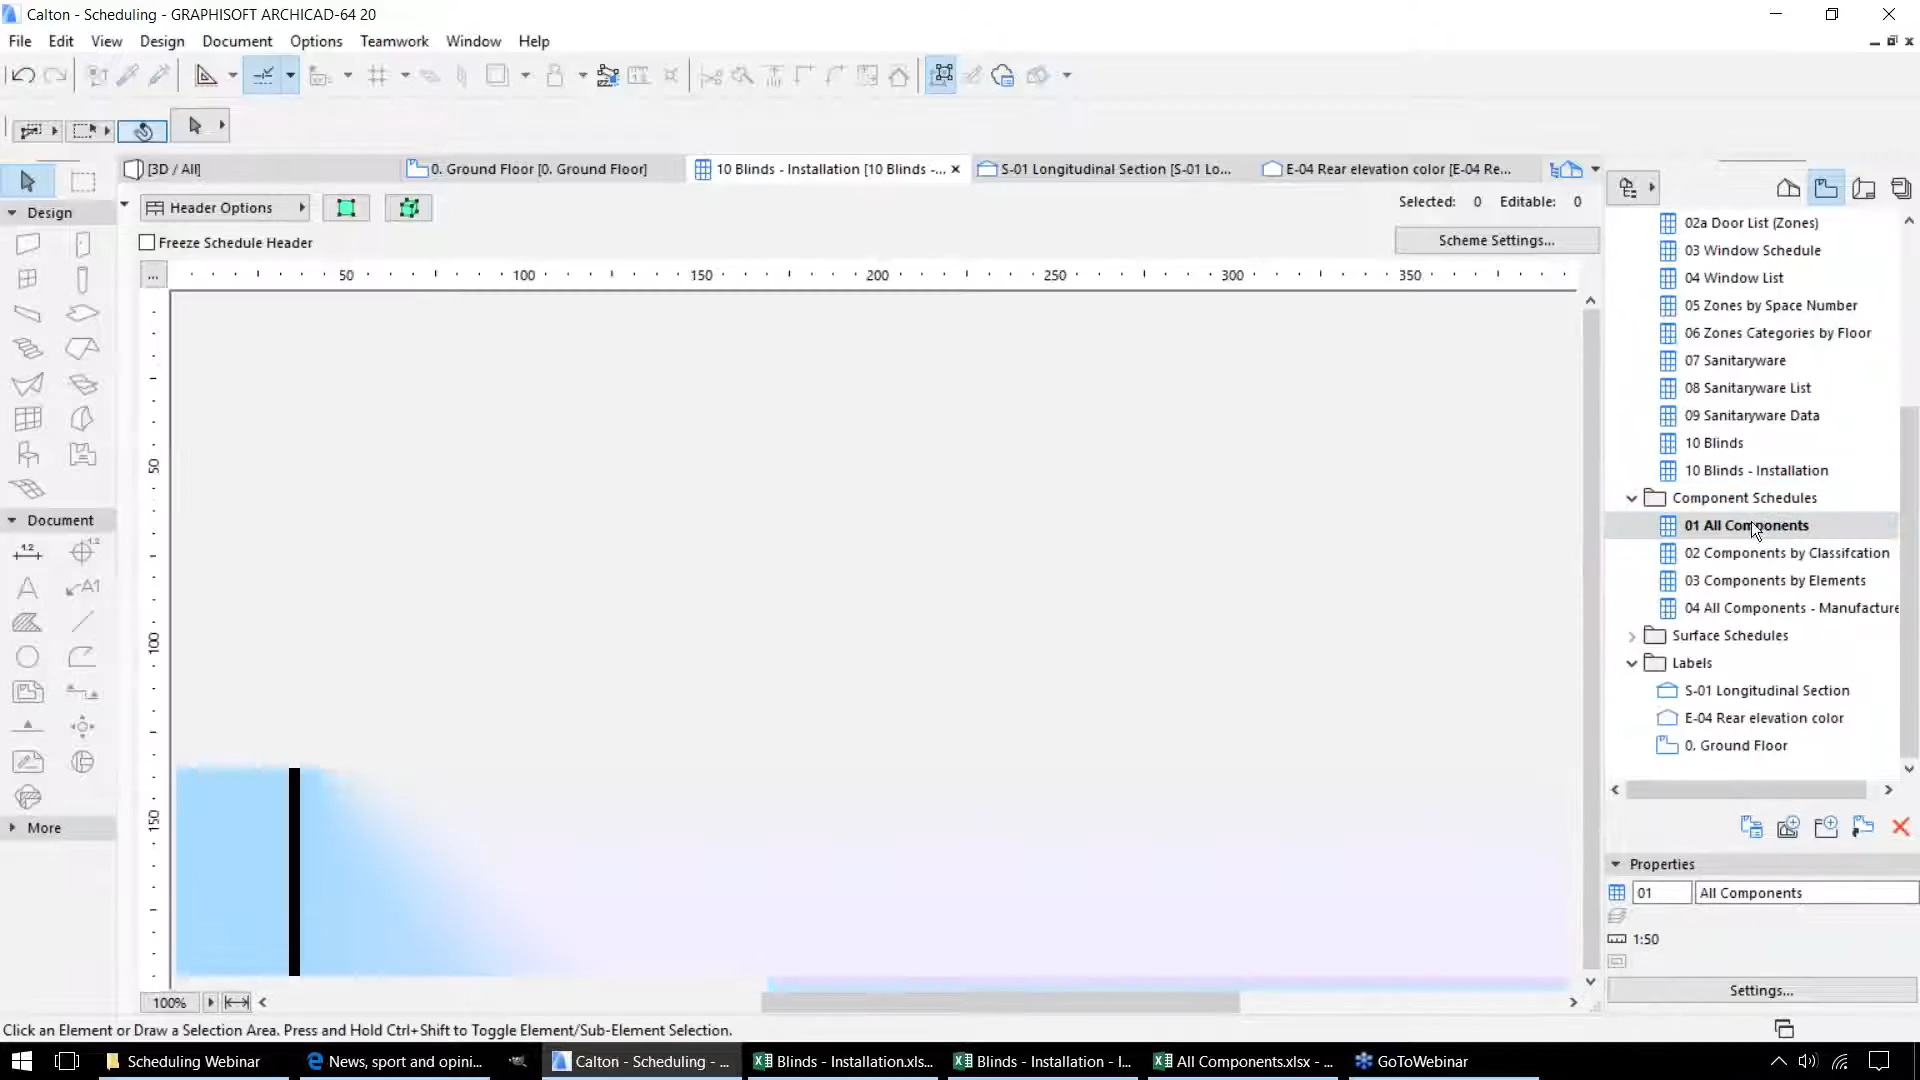 Calton - Scheduling - GRAPHISOFT ARCHICAD-64 20
File Edit View Design Document Options Teamwork Window Help
[3D / All]
0. Ground Floor [0. Ground Floor]
10 Blinds - Installation [10 Blinds -...
S-01 Longitudinal Section [S-01 Lo...
E-04 Rear elevation color [E-04 Re...
Design
Header Options
Selected: 0 Editable: 0
Freeze Schedule Header
Scheme Settings...
...
50 100 150 200 250 300 350
50
100
150
Document
1.2
1.2
A
A1
More
02a Door List (Zones)
03 Window Schedule
04 Window List
05 Zones by Space Number
06 Zones Categories by Floor
07 Sanitaryware
08 Sanitaryware List
09 Sanitaryware Data
10 Blinds
10 Blinds - Installation
Component Schedules
01 All Components
02 Components by Classifcation
03 Components by Elements
04 All Components - Manufacture
Surface Schedules
Labels
S-01 Longitudinal Section
E-04 Rear elevation color
0. Ground Floor
Properties
01 All Components
1:50
Settings...
100%
Click an Element or Draw a Selection Area. Press and Hold Ctrl+Shift to Toggle Element/Sub-Element Selection.
Scheduling Webinar
News, sport and opini...
Calton - Scheduling - ...
Blinds - Installation.xls...
Blinds - Installation - I...
All Components.xlsx - ...
GoToWebinar